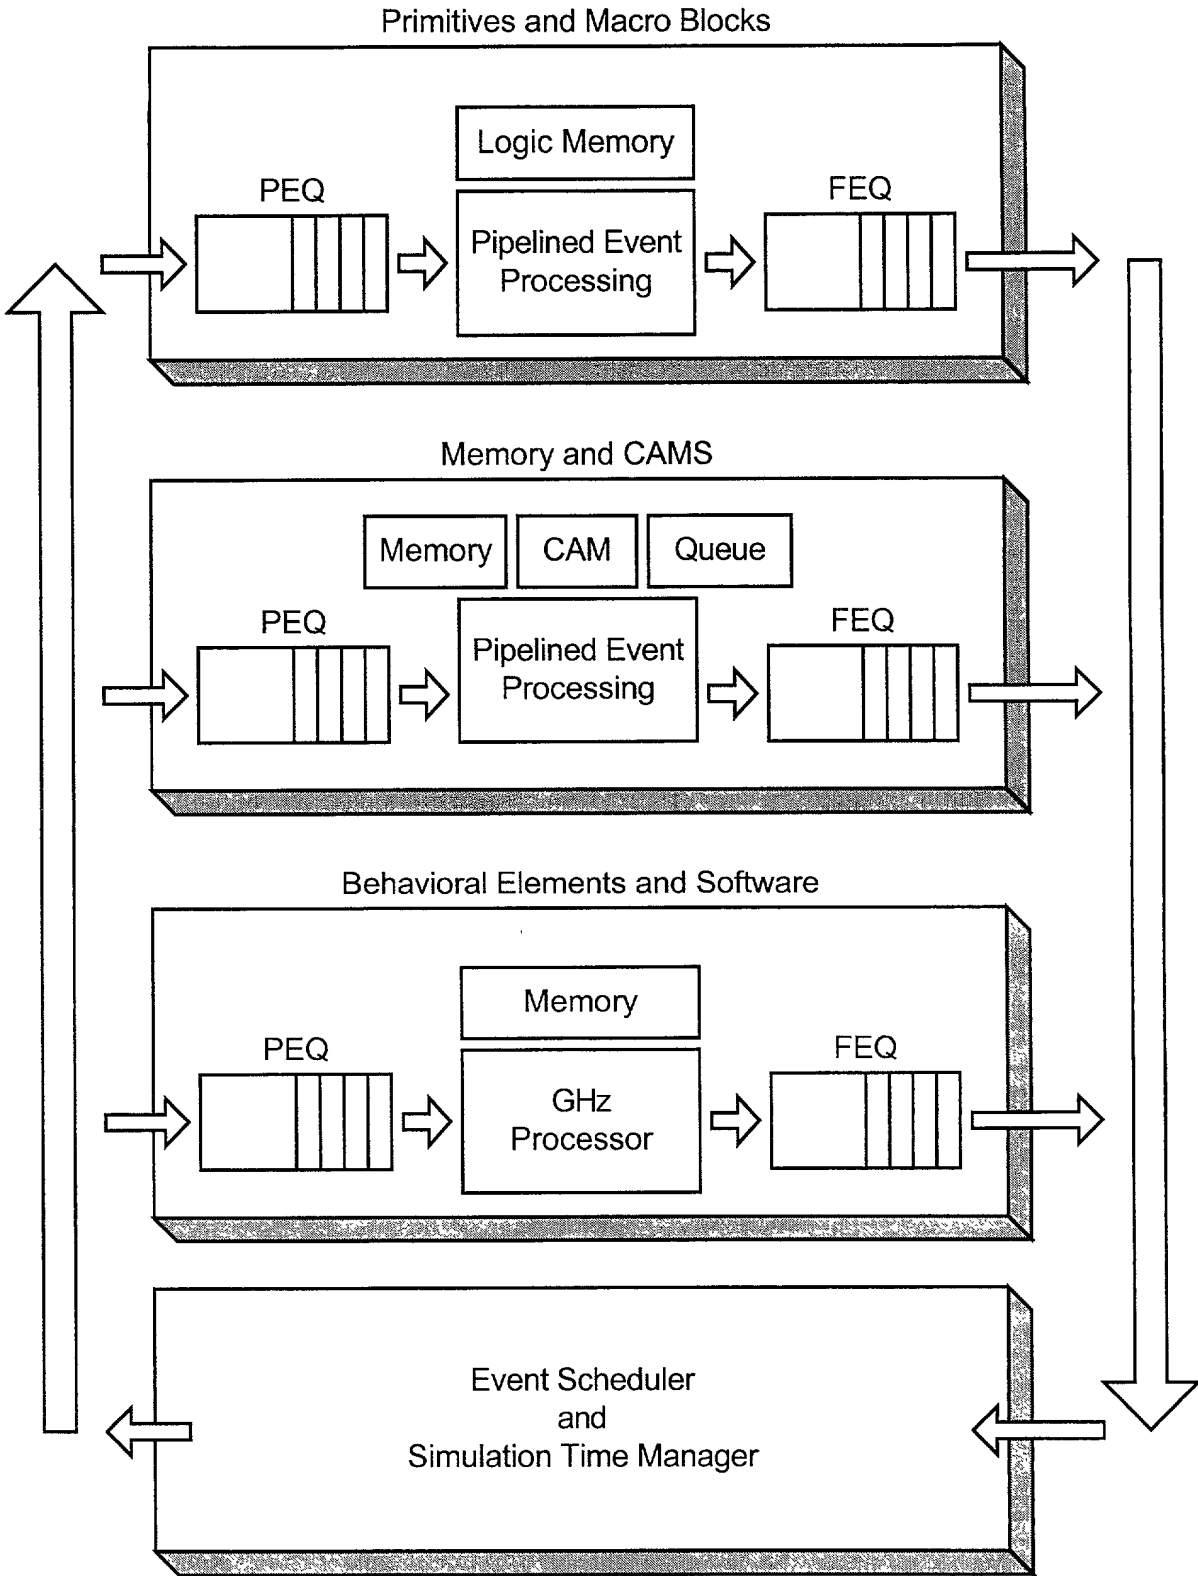 Primitives and Macro Blocks
Logic Memory
PEQ
FEQ
Pipelined Event
Processing
Memory and CAMS
Memory
CAM
Queue
PEQ
FEQ
Pipelined Event
Processing
Behavioral Elements and Software
Memory
PEQ
FEQ
GHz
Processor
Event Scheduler
and
Simulation Time Manager